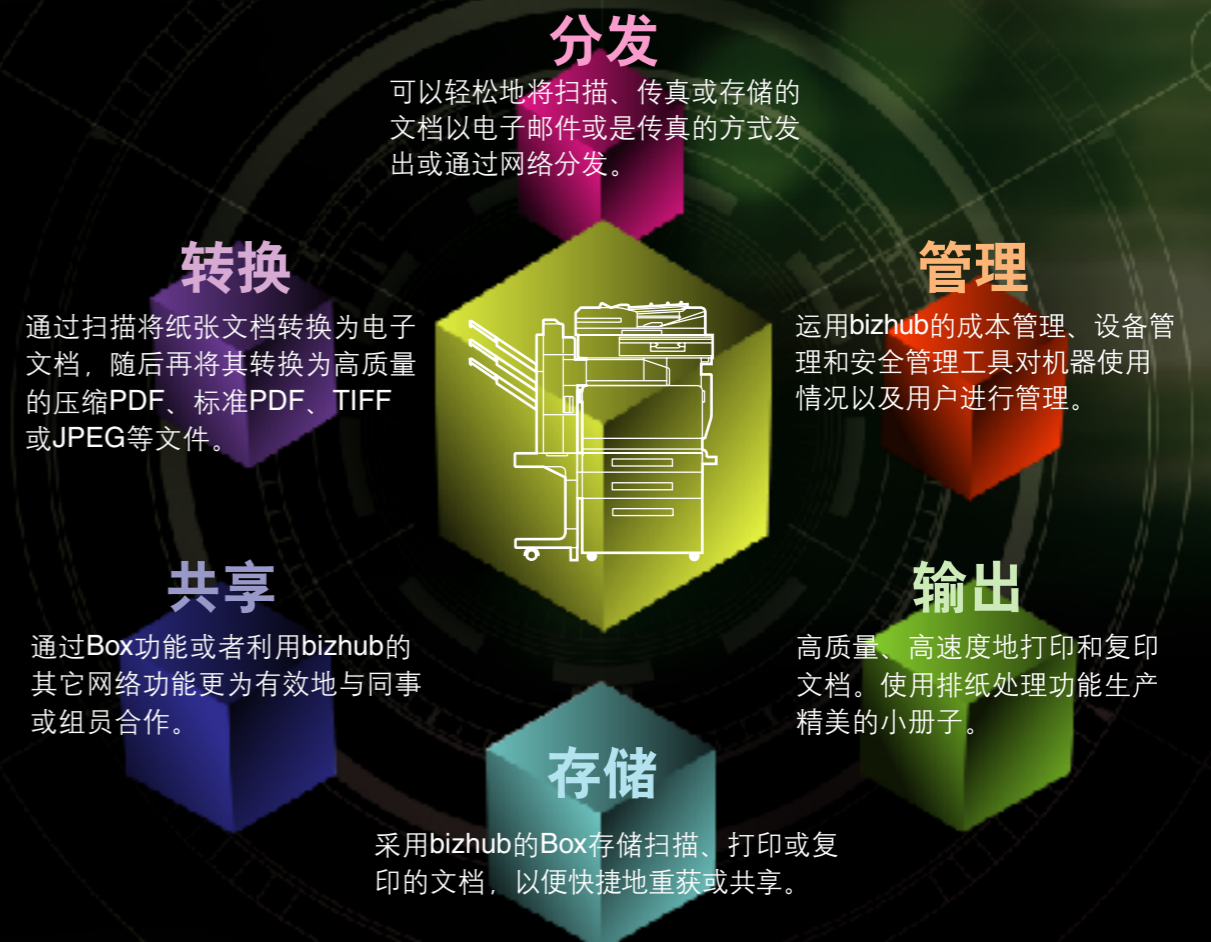 分发
可以轻松地将扫描、传真或存储的
文档以电子邮件或是传真的方式发
出或通过网络分发。
转换
通过扫描将纸张文档转换为电子
文档，随后再将其转换为高质量
的压缩PDF、标准PDF、TIFF
或JPEG等文件。
管理
运用bizhub的成本管理、设备管
理和安全管理工具对机器使用
情况以及用户进行管理。
共享
通过Box功能或者利用bizhub的
其它网络功能更为有效地与同事
或组员合作。
输出
高质量、高速度地打印和复印
文档。使用排纸处理功能生产
精美的小册子。
存储
采用bizhub的Box存储扫描、打印或复
印的文档，以便快捷地重获或共享。